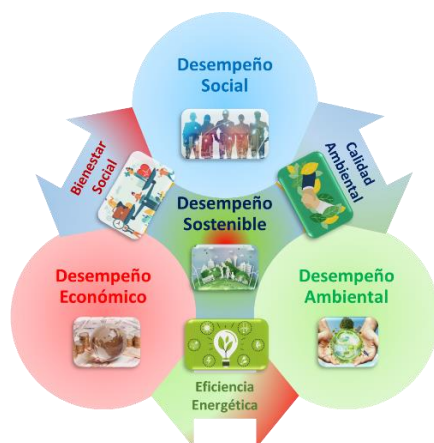 Desempeño
Social
Bienestar
Social
Calidad
Ambiental
Desempeño
Sostenible
Desempeño
Económico
Desempeño
Ambiental
Eficiencia
Energética